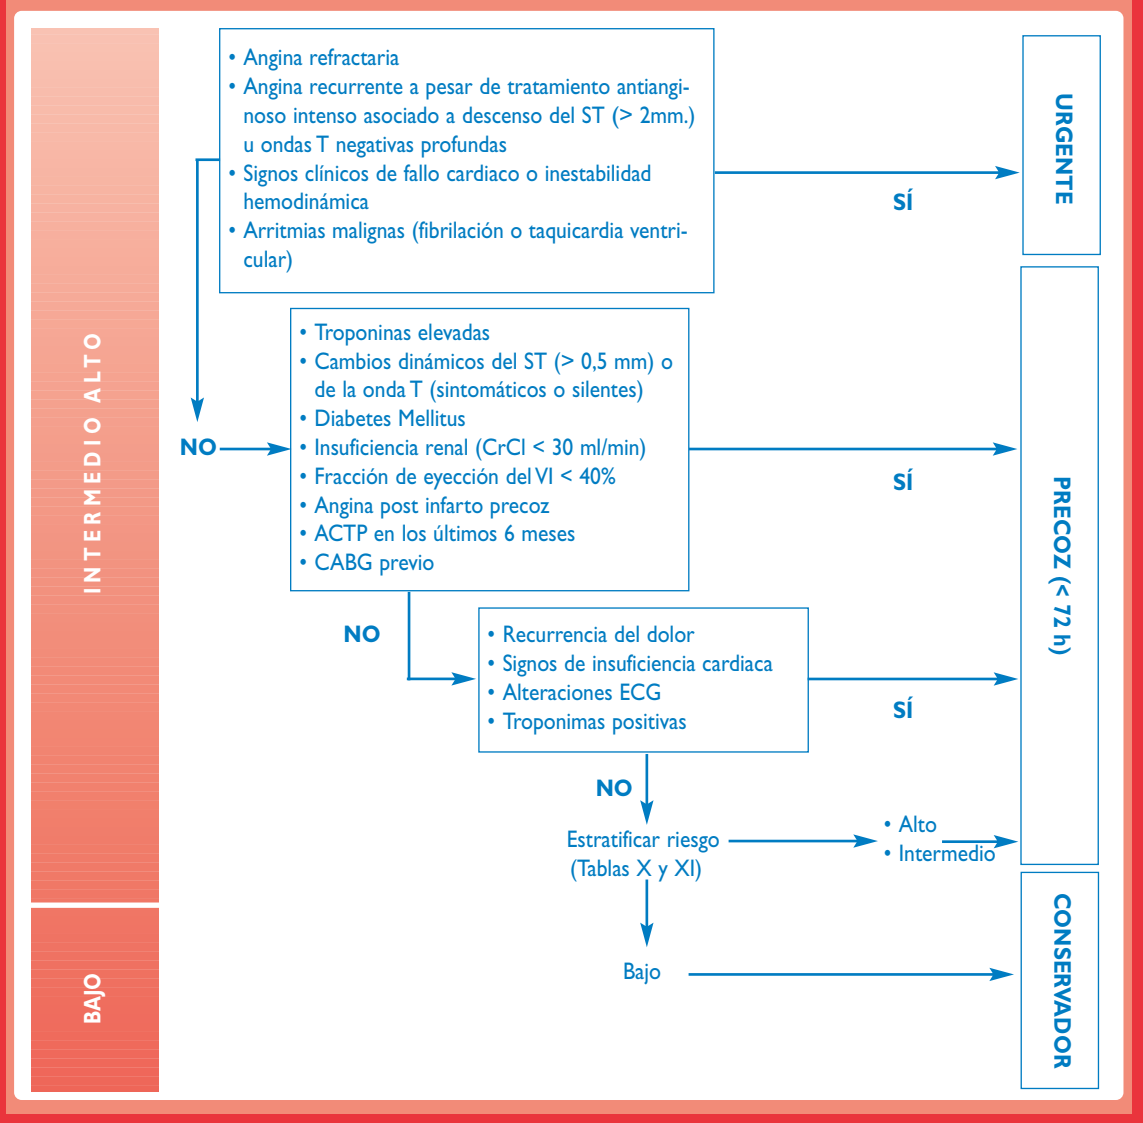 • Angina refractaria
• Angina recurrente a pesar de tratamiento antiangi-
noso intenso asociado a descenso del ST (> 2mm.)
u ondas T negativas profundas
• Signos clínicos de fallo cardiaco o inestabilidad
hemodinámica
• Arritmias malignas (fibrilación o taquicardia ventri-
cular)
SÍ
URGENTE
INTERMEDIO ALTO
NO
• Troponinas elevadas
• Cambios dinámicos del ST (> 0,5 mm) o
de la onda T (sintomáticos o silentes)
• Diabetes Mellitus
• Insuficiencia renal (CrCl < 30 ml/min)
• Fracción de eyección del VI < 40%
• Angina post infarto precoz
• ACTP en los últimos 6 meses
• CABG previo
SÍ
PRECOZ (< 72 h)
NO
• Recurrencia del dolor
• Signos de insuficiencia cardiaca
• Alteraciones ECG
• Troponimas positivas
SÍ
NO
Estratificar riesgo
(Tablas X y XI)
• Alto
• Intermedio
BAJO
Bajo
CONSERVADOR